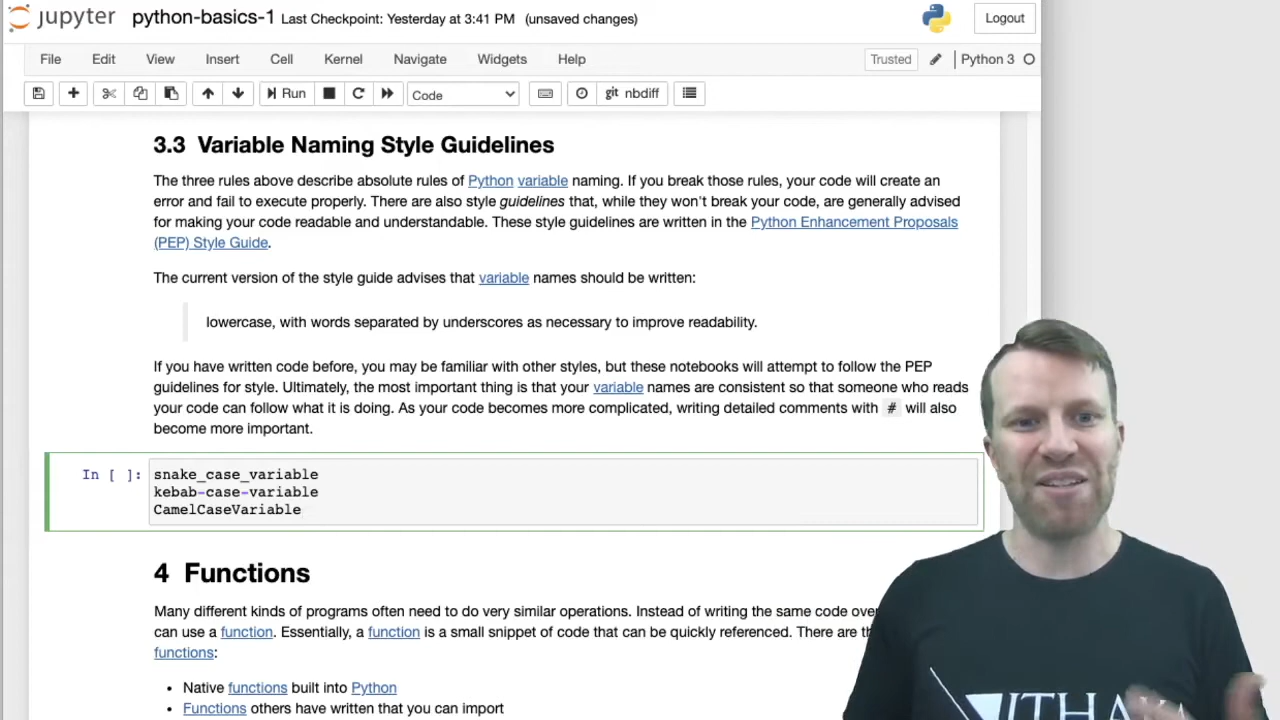 jupyter python-basics-1 Last Checkpoint: Yesterday at 3:41 PM (unsaved changes) Logout
File Edit View Insert Cell Kernel Navigate Widgets Help Trusted Python 3
Run Code git nbdiff
3.3 Variable Naming Style Guidelines
The three rules above describe absolute rules of Python variable naming. If you break those rules, your code will create an
error and fail to execute properly. There are also style guidelines that, while they won't break your code, are generally advised
for making your code readable and understandable. These style guidelines are written in the Python Enhancement Proposals
(PEP) Style Guide.
The current version of the style guide advises that variable names should be written:
lowercase, with words separated by underscores as necessary to improve readability.
If you have written code before, you may be familiar with other styles, but these notebooks will attempt to follow the PEP
guidelines for style. Ultimately, the most important thing is that your variable names are consistent so that someone who reads
your code can follow what it is doing. As your code becomes more complicated, writing detailed comments with # will also
become more important.
In [ ]: snake_case_variable
kebab-case-variable
CamelCaseVariable
4 Functions
Many different kinds of programs often need to do very similar operations. Instead of writing the same code over
can use a function. Essentially, a function is a small snippet of code that can be quickly referenced. There are
functions:
• Native functions built into Python
• Functions others have written that you can import